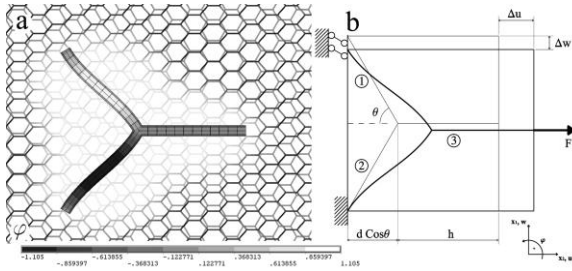 a
b
Δu
Δw
①
θ
②
③
F
d Cosθ
h
x₂, w
φ
x₁, u
φ
-1.105 -.613855 -.122771 .368313 .859397
-.859397 -.368313 .122771 .613855 1.105